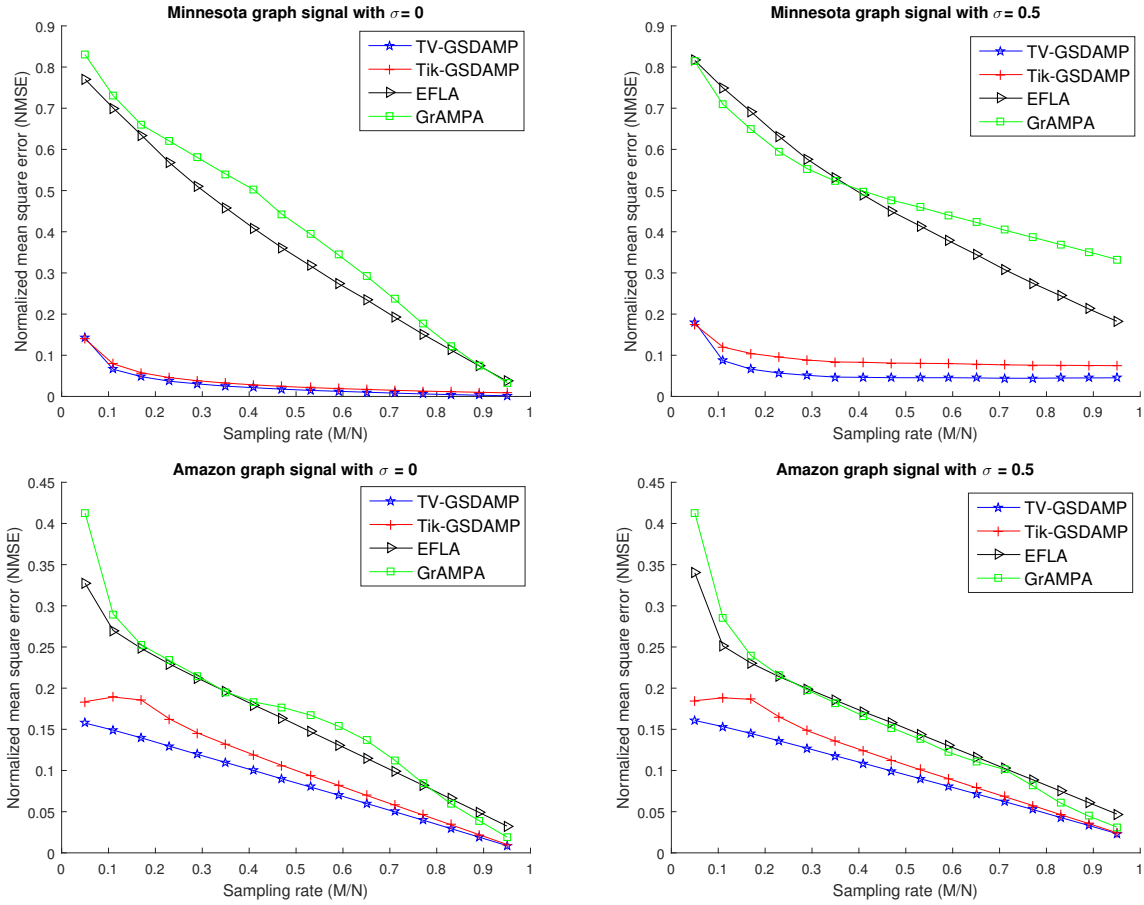 Minnesota graph signal with σ = 0
Normalized mean square error (NMSE)
0.9
0.8
0.7
0.6
0.5
0.4
0.3
0.2
0.1
0
TV-GSDAMP
Tik-GSDAMP
EFLA
GrAMPA
0 0.1 0.2 0.3 0.4 0.5 0.6 0.7 0.8 0.9 1
Sampling rate (M/N)
Minnesota graph signal with σ = 0.5
Normalized mean square error (NMSE)
0.9
0.8
0.7
0.6
0.5
0.4
0.3
0.2
0.1
0
TV-GSDAMP
Tik-GSDAMP
EFLA
GrAMPA
0 0.1 0.2 0.3 0.4 0.5 0.6 0.7 0.8 0.9 1
Sampling rate (M/N)
Amazon graph signal with σ = 0
Normalized mean square error (NMSE)
0.45
0.4
0.35
0.3
0.25
0.2
0.15
0.1
0.05
0
TV-GSDAMP
Tik-GSDAMP
EFLA
GrAMPA
0 0.1 0.2 0.3 0.4 0.5 0.6 0.7 0.8 0.9 1
Sampling rate (M/N)
Amazon graph signal with σ = 0.5
Normalized mean square error (NMSE)
0.45
0.4
0.35
0.3
0.25
0.2
0.15
0.1
0.05
0
TV-GSDAMP
Tik-GSDAMP
EFLA
GrAMPA
0 0.1 0.2 0.3 0.4 0.5 0.6 0.7 0.8 0.9 1
Sampling rate (M/N)